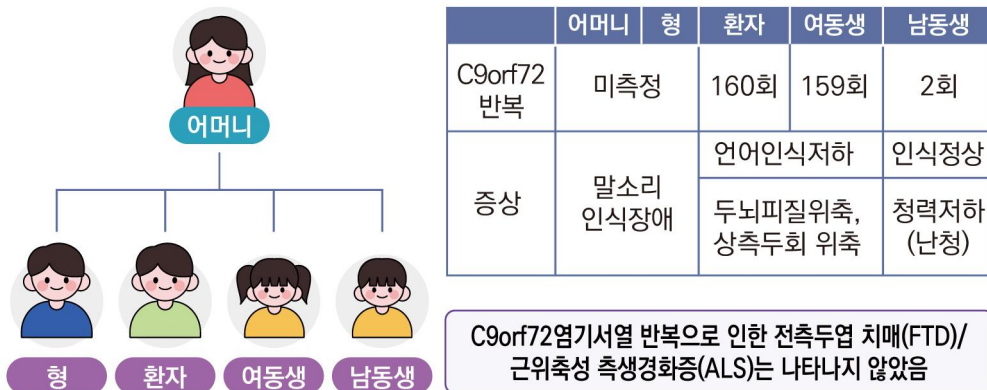 어머니
형
환자
여동생
남동생
어머니 형 환자 여동생 남동생
C9orf72
반복
미측정
160회
159회
2회
증상
말소리
인식장애
언어인식저하
인식정상
두뇌피질위축,
상측두회 위축
청력저하
(난청)
C9orf72염기서열 반복으로 인한 전측두엽 치매(FTD)/
근위축성 측생경화증(ALS)는 나타나지 않았음